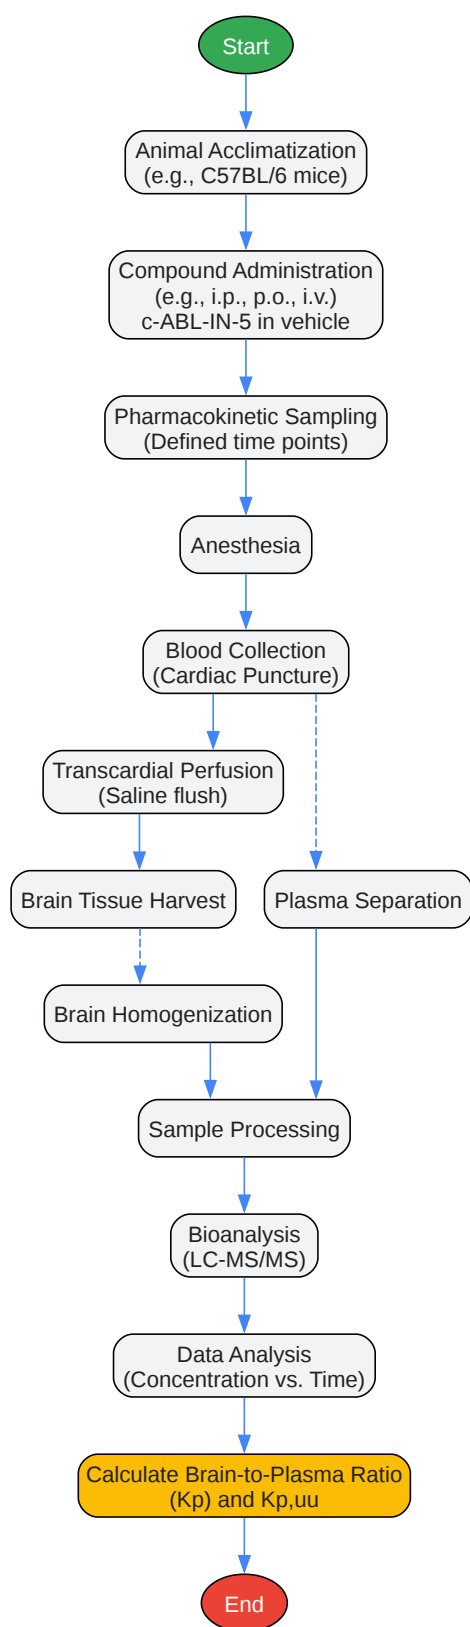 Start
Animal Acclimatization
(e.g., C57BL/6 mice)
Compound Administration
(e.g., i.p., p.o., i.v.)
c-ABL-IN-5 in vehicle
Pharmacokinetic Sampling
(Defined time points)
Anesthesia
Blood Collection
(Cardiac Puncture)
Transcardial Perfusion
(Saline flush)
Brain Tissue Harvest
Plasma Separation
Brain Homogenization
Sample Processing
Bioanalysis
(LC-MS/MS)
Data Analysis
(Concentration vs. Time)
Calculate Brain-to-Plasma Ratio
(Kp) and Kp,uu
End